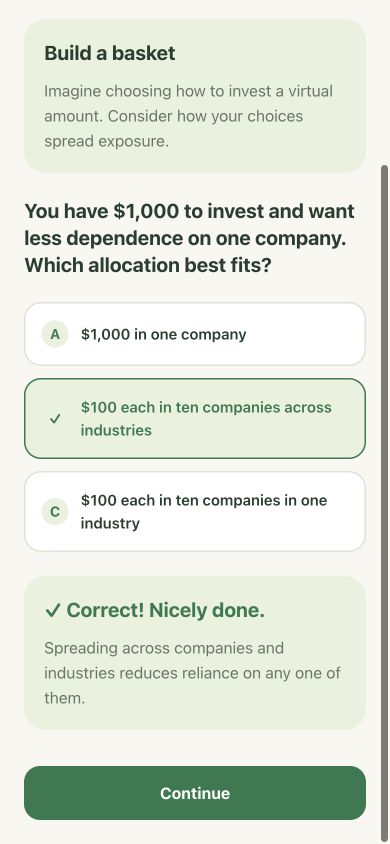 Build a basket
Imagine choosing how to invest a virtual
amount. Consider how your choices
spread exposure.
You have $1,000 to invest and want
less dependence on one company.
Which allocation best fits?
A
$1,000 in one company
✓
$100 each in ten companies across
industries
C
$100 each in ten companies in one
industry
✓ Correct! Nicely done.
Spreading across companies and
industries reduces reliance on any one of
them.
Continue